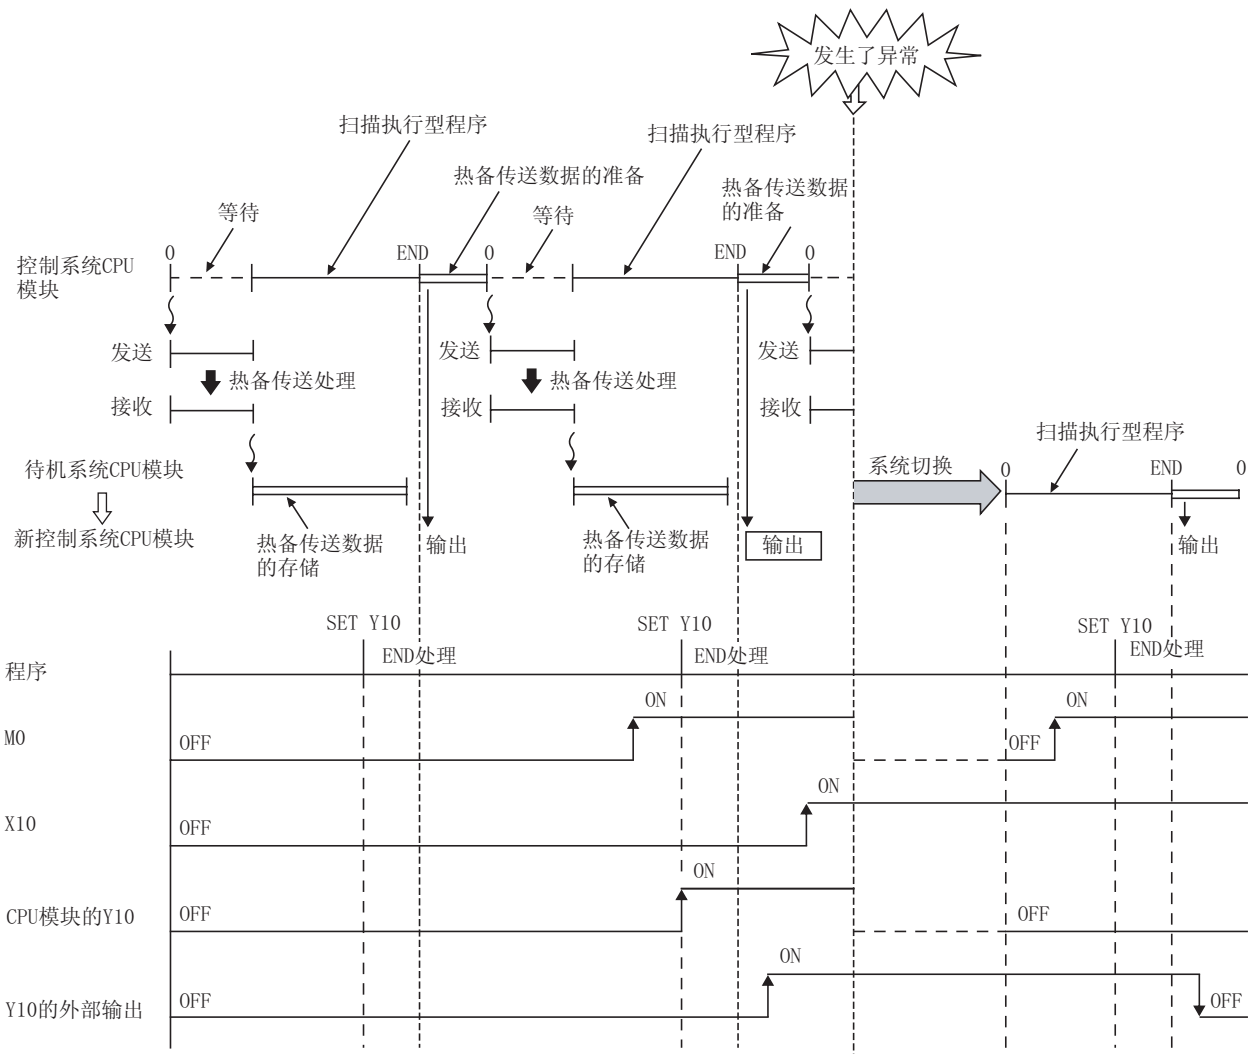 发生了异常
扫描执行型程序
扫描执行型程序
热备传送数据的准备
热备传送数据
的准备
等待
等待
控制系统CPU
模块
0
END
0
END
0
发送
发送
发送
热备传送处理
热备传送处理
接收
接收
接收
待机系统CPU模块
新控制系统CPU模块
热备传送数据
的存储
输出
热备传送数据
的存储
输出
系统切换
扫描执行型程序
0
END
0
输出
SET Y10
SET Y10
SET Y10
程序
END处理
END处理
END处理
M0
OFF
ON
OFF
ON
X10
OFF
ON
CPU模块的Y10
OFF
ON
OFF
Y10的外部输出
OFF
ON
OFF